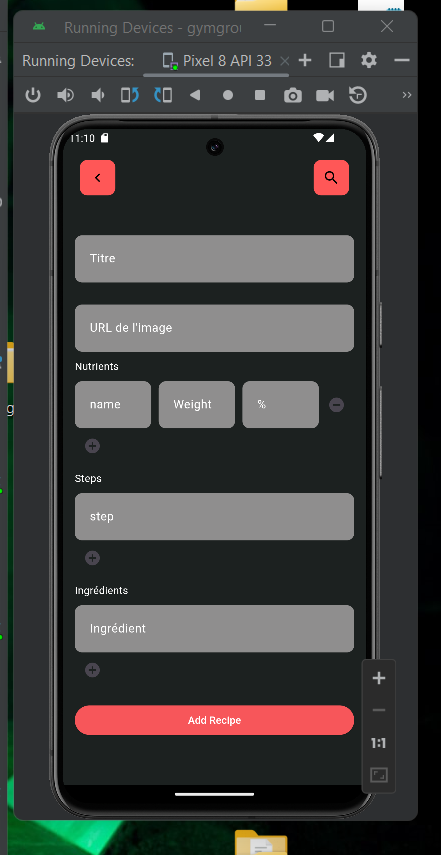 Running Devices - gymgrou
Running Devices: Pixel 8 API 33
11:10
Titre
URL de l'image
Nutrients
name Weight %
Steps
step
Ingrédients
Ingrédient
Add Recipe
1:1